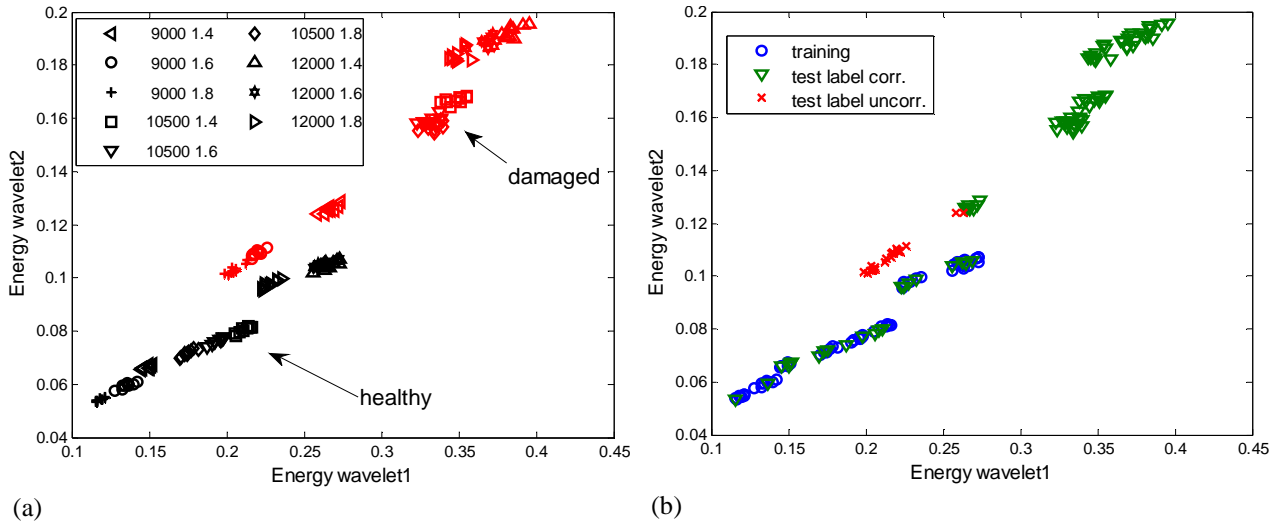 0.2
0.18
0.16
0.14
0.12
0.1
0.08
0.06
0.04
Energy wavelet2
9000 1.4
9000 1.6
9000 1.8
10500 1.4
10500 1.6
10500 1.8
12000 1.4
12000 1.6
12000 1.8
damaged
healthy
0.1 0.15 0.2 0.25 0.3 0.35 0.4 0.45
Energy wavelet1
(a)
0.2
0.18
0.16
0.14
0.12
0.1
0.08
0.06
0.04
Energy wavelet2
training
test label corr.
test label uncorr.
0.1 0.15 0.2 0.25 0.3 0.35 0.4 0.45
Energy wavelet1
(b)